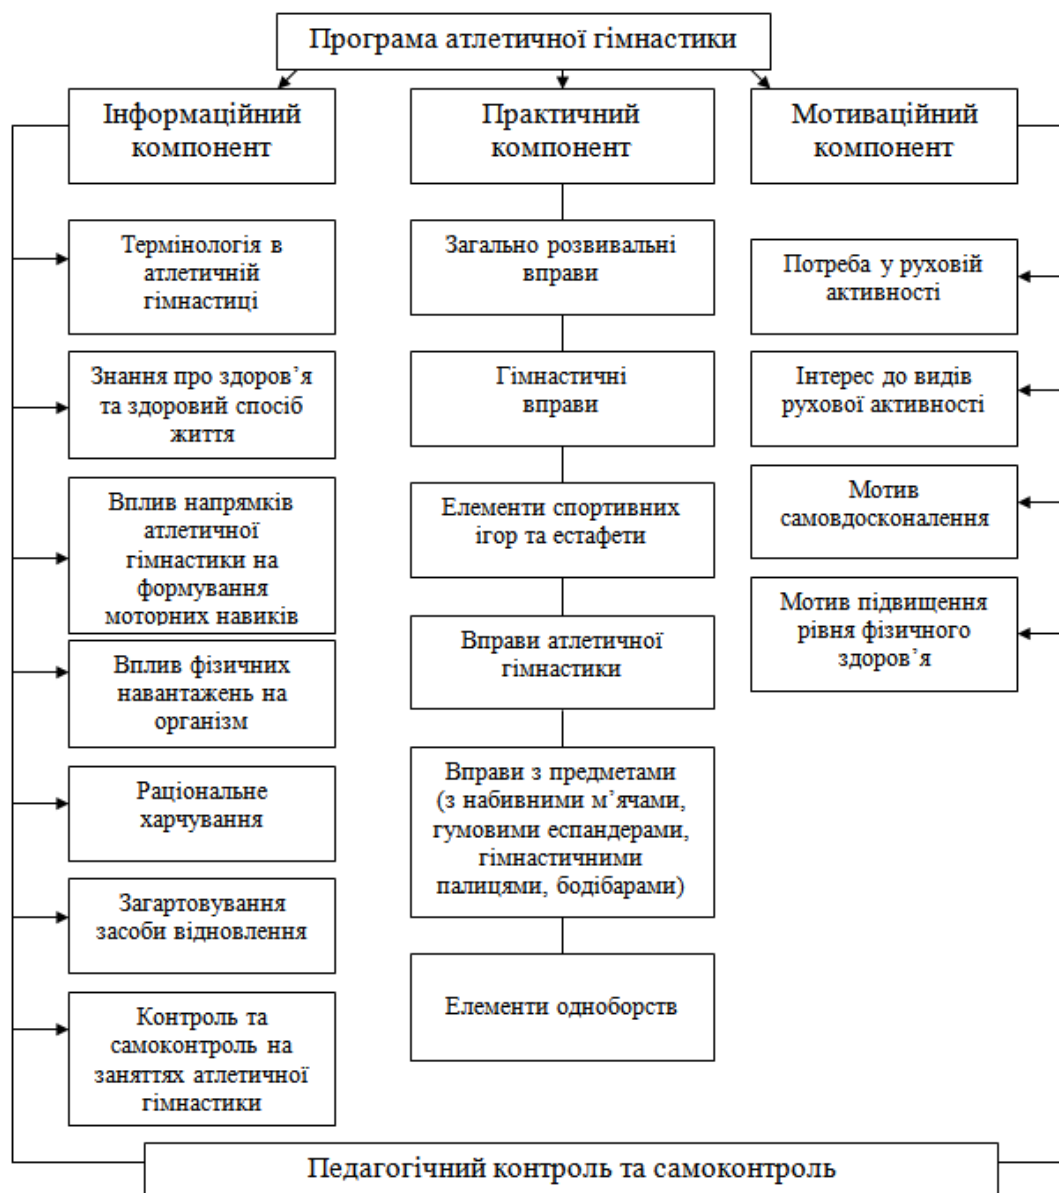 Програма атлетичної гімнастики
Інформаційний
компонент
Термінологія в
атлетичній
гімнастиці
Знання про здоров’я
та здоровий спосіб
життя
Вплив напрямків
атлетичної
гімнастики на
формування
моторних навиків
Вплив фізичних
навантажень на
організм
Раціональне
харчування
Загартовування
засоби відновлення
Контроль та
самоконтроль на
заняттях атлетичної
гімнастики
Практичний
компонент
Загально розвивальні
вправи
Гімнастичні
вправи
Елементи спортивних
ігор та естафети
Вправи атлетичної
гімнастики
Вправи з предметами
(з набивними м’ячами,
гумовими еспандерами,
гімнастичними
палицями, бодібарами)
Елементи одноборств
Мотиваційний
компонент
Потреба у руховій
активності
Інтерес до видів
рухової активності
Мотив
самовдосконалення
Мотив підвищення
рівня фізичного
здоров’я
Педагогічний контроль та самоконтроль